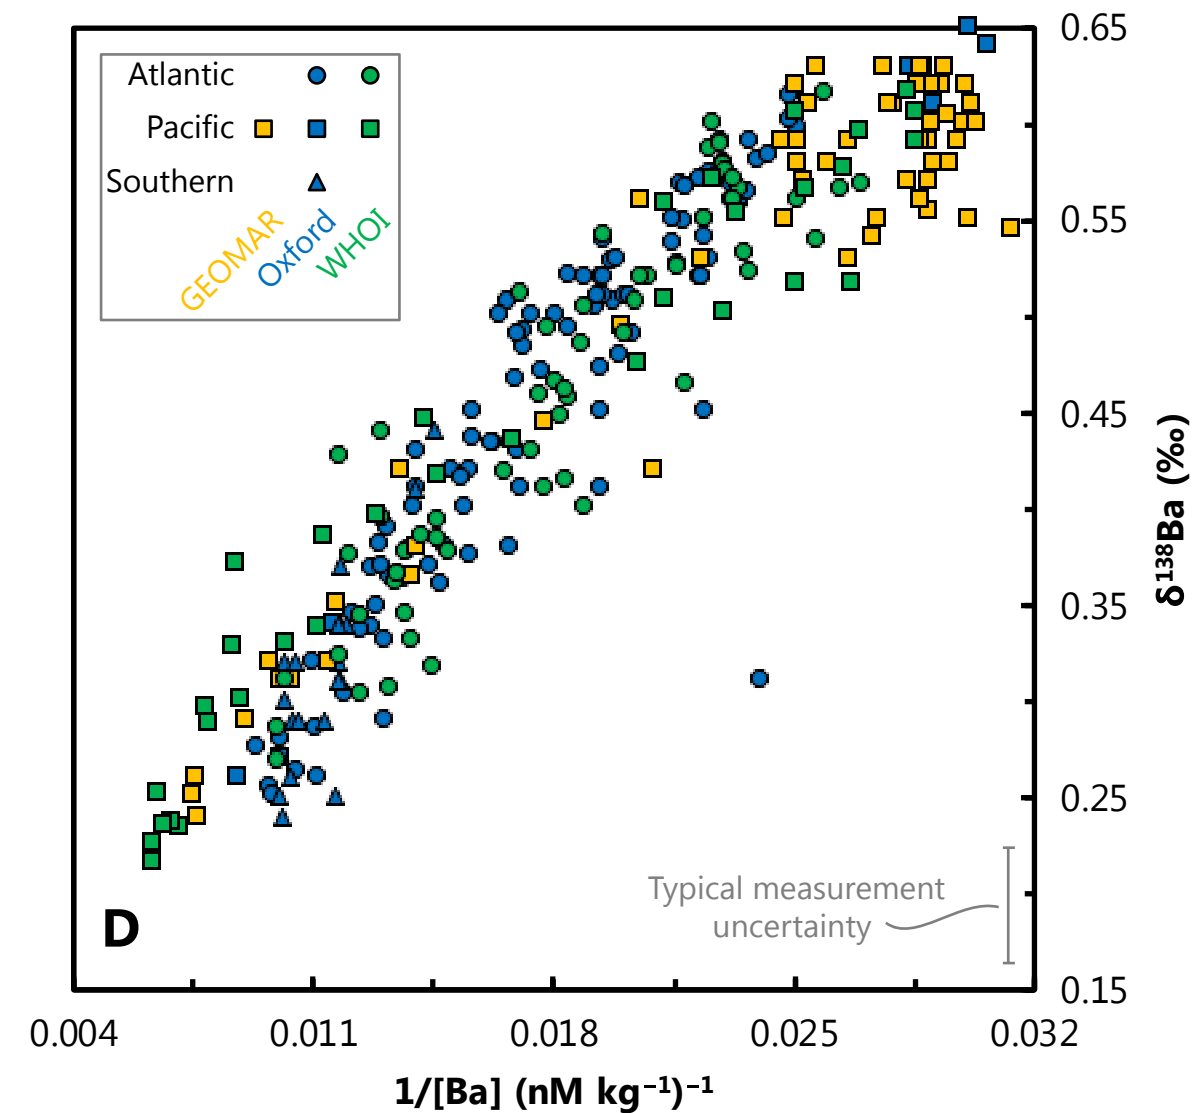 Atlantic
Pacific
Southern
GEOMAR
Oxford
WHOI
0.65
0.55
0.45
0.35
0.25
0.15
δ¹³⁸Ba (‰)
Typical measurement
uncertainty
D
0.004 0.011 0.018 0.025 0.032
1/[Ba] (nM kg⁻¹)⁻¹